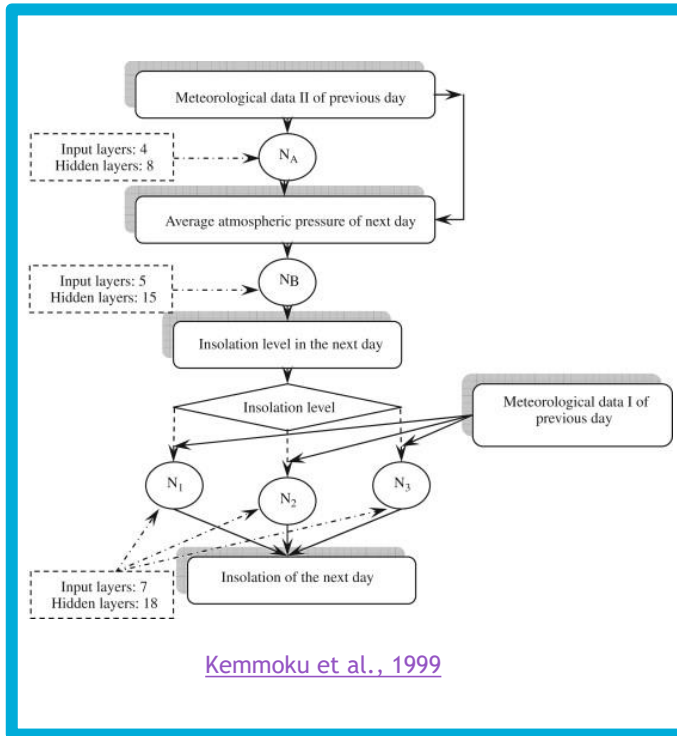 Meteorological data II of previous day
Input layers: 4
Hidden layers: 8
NA
Average atmospheric pressure of next day
Input layers: 5
Hidden layers: 15
NB
Insolation level in the next day
Insolation level
Meteorological data I of
previous day
N1
N2
N3
Input layers: 7
Hidden layers: 18
Insolation of the next day
Kemmoku et al., 1999